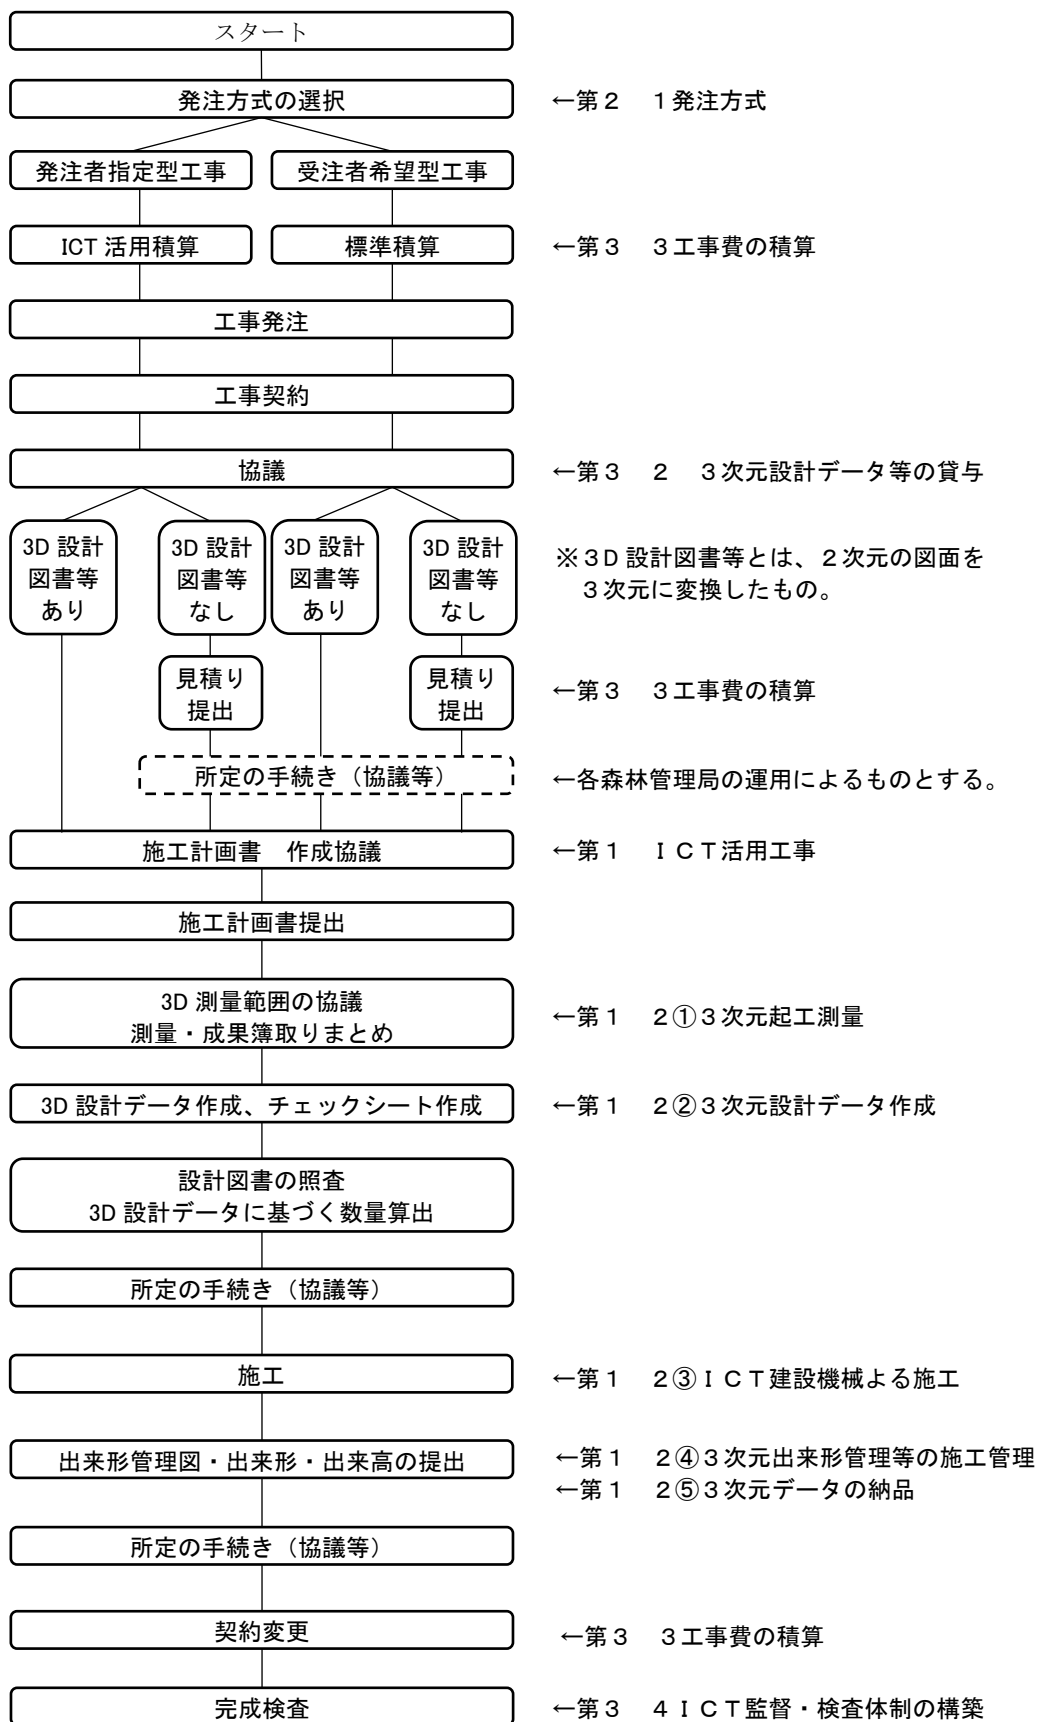 スタート
発注方式の選択
←第２　１発注方式
発注者指定型工事
受注者希望型工事
ICT 活用積算
標準積算
←第３　３工事費の積算
工事発注
工事契約
協議
←第３　２　３次元設計データ等の貸与
3D 設計
図書等
あり
3D 設計
図書等
なし
3D 設計
図書等
あり
3D 設計
図書等
なし
※３D 設計図書等とは、２次元の図面を
３次元に変換したもの。
見積り
提出
見積り
提出
←第３　３工事費の積算
所定の手続き（協議等）
←各森林管理局の運用によるものとする。
施工計画書　作成協議
←第１　ＩＣＴ活用工事
施工計画書提出
3D 測量範囲の協議
測量・成果簿取りまとめ
←第１　２①３次元起工測量
3D 設計データ作成、チェックシート作成
←第１　２②３次元設計データ作成
設計図書の照査
3D 設計データに基づく数量算出
所定の手続き（協議等）
施工
←第１　２③ＩＣＴ建設機械よる施工
出来形管理図・出来形・出来高の提出
←第１　２④３次元出来形管理等の施工管理
←第１　２⑤３次元データの納品
所定の手続き（協議等）
契約変更
←第３　３工事費の積算
完成検査
←第３　４ＩＣＴ監督・検査体制の構築